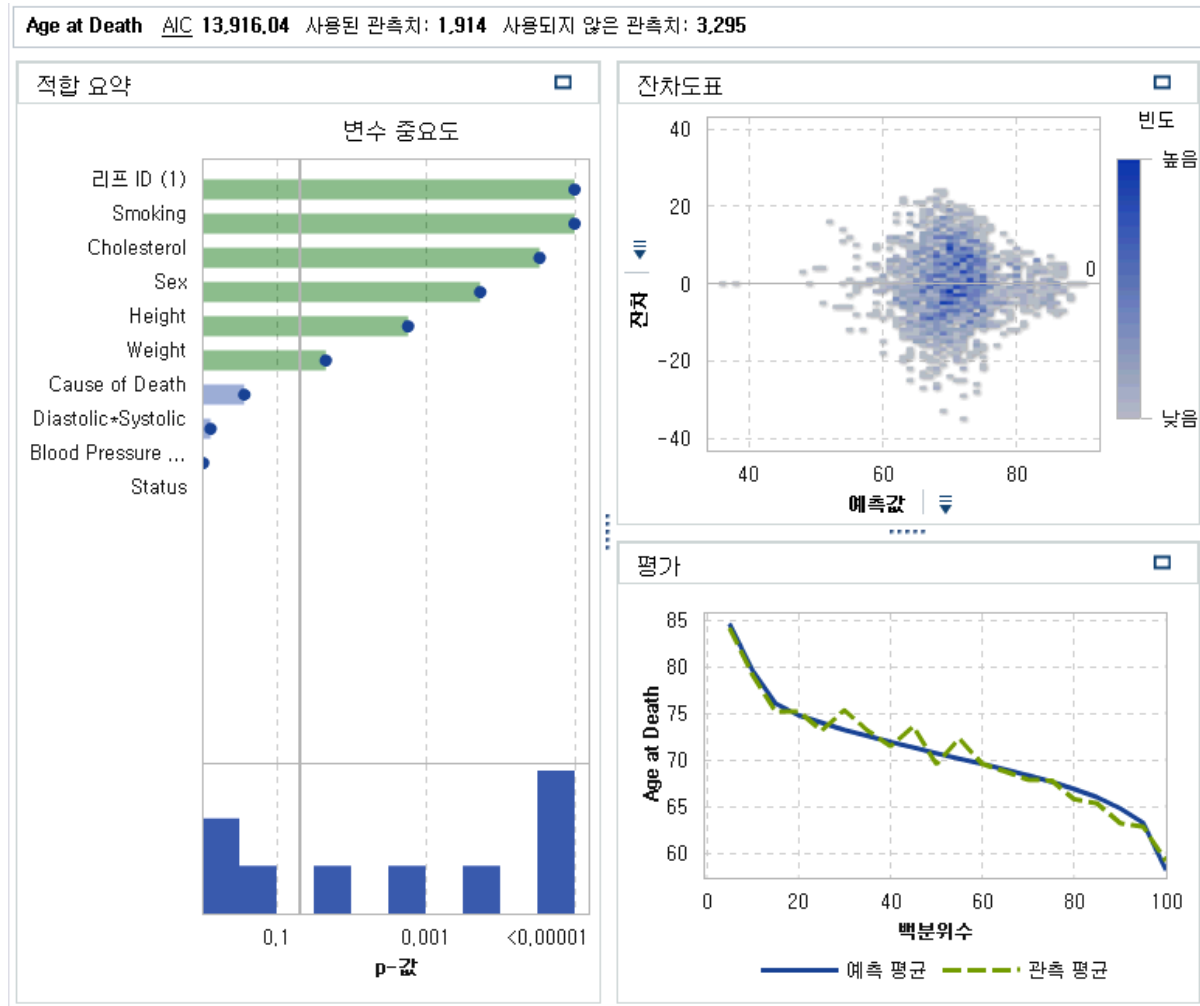 Age at Death AIC 13,916,04 사용된 관측치: 1,914 사용되지 않은 관측치: 3,295
적합 요약
변수 중요도
리프 ID (1)
Smoking
Cholesterol
Sex
Height
Weight
Cause of Death
Diastolic*Systolic
Blood Pressure ...
Status
0,1 0,001 <0,00001
p-값
잔차도표
빈도
높음
낮음
잔차
40
20
0
-20
-40
0
40 60 80
예측값
평가
Age at Death
85
80
75
70
65
60
0 20 40 60 80 100
백분위수
예측 평균 관측 평균